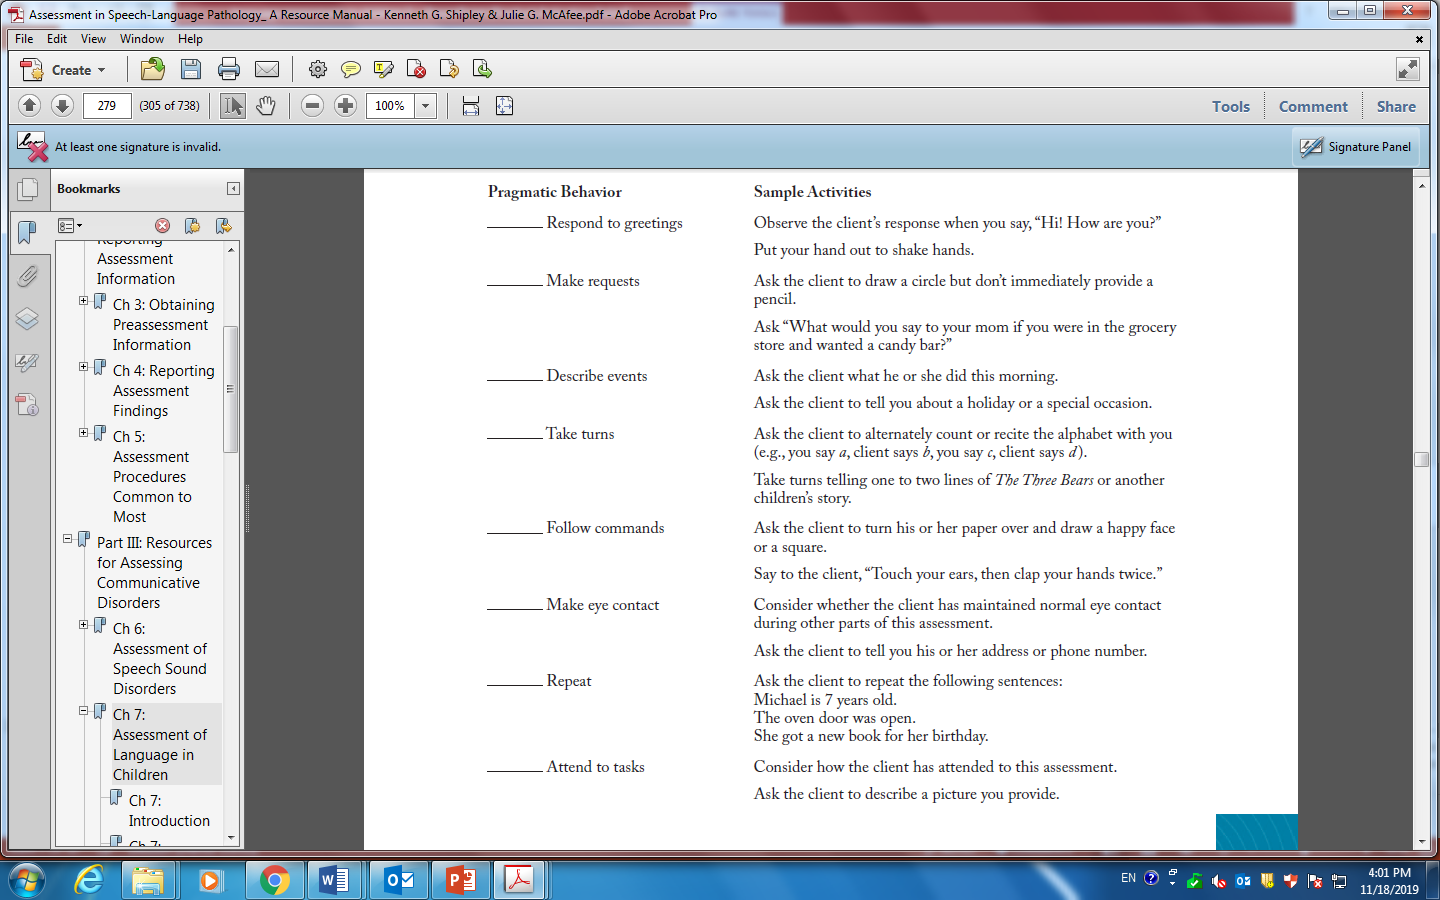 Assessment in Speech-Language Pathology_ A Resource Manual - Kenneth G. Shipley & Julie G. McAfee.pdf - Adobe Acrobat Pro
File Edit View Window Help
Create
279 (305 of 738) 100% Tools Comment Share
At least one signature is invalid. Signature Panel
Bookmarks
Reporting
Assessment
Information
Ch 3: Obtaining
Preassessment
Information
Ch 4: Reporting
Assessment
Findings
Ch 5:
Assessment
Procedures
Common to
Most
Part III: Resources
for Assessing
Communicative
Disorders
Ch 6:
Assessment of
Speech Sound
Disorders
Ch 7:
Assessment of
Language in
Children
Ch 7:
Introduction
Ch 7:
Pragmatic Behavior Sample Activities
_______ Respond to greetings Observe the client’s response when you say, “Hi! How are you?”
Put your hand out to shake hands.
_______ Make requests Ask the client to draw a circle but don’t immediately provide a
pencil.
Ask “What would you say to your mom if you were in the grocery
store and wanted a candy bar?”
_______ Describe events Ask the client what he or she did this morning.
Ask the client to tell you about a holiday or a special occasion.
_______ Take turns Ask the client to alternately count or recite the alphabet with you
(e.g., you say a, client says b, you say c, client says d).
Take turns telling one to two lines of The Three Bears or another
children’s story.
_______ Follow commands Ask the client to turn his or her paper over and draw a happy face
or a square.
Say to the client, “Touch your ears, then clap your hands twice.”
_______ Make eye contact Consider whether the client has maintained normal eye contact
during other parts of this assessment.
Ask the client to tell you his or her address or phone number.
_______ Repeat Ask the client to repeat the following sentences:
Michael is 7 years old.
The oven door was open.
She got a new book for her birthday.
_______ Attend to tasks Consider how the client has attended to this assessment.
Ask the client to describe a picture you provide.
EN 4:01 PM
11/18/2019